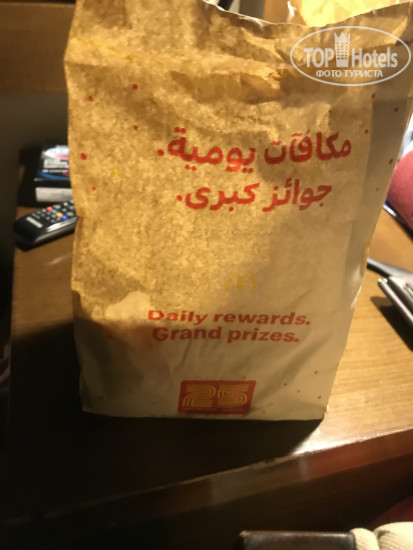 TOP Hotels
ФОТО ТУРИСТА
مكافآت يومية.
جوائز كبرى.
Daily rewards.
Grand prizes.
25